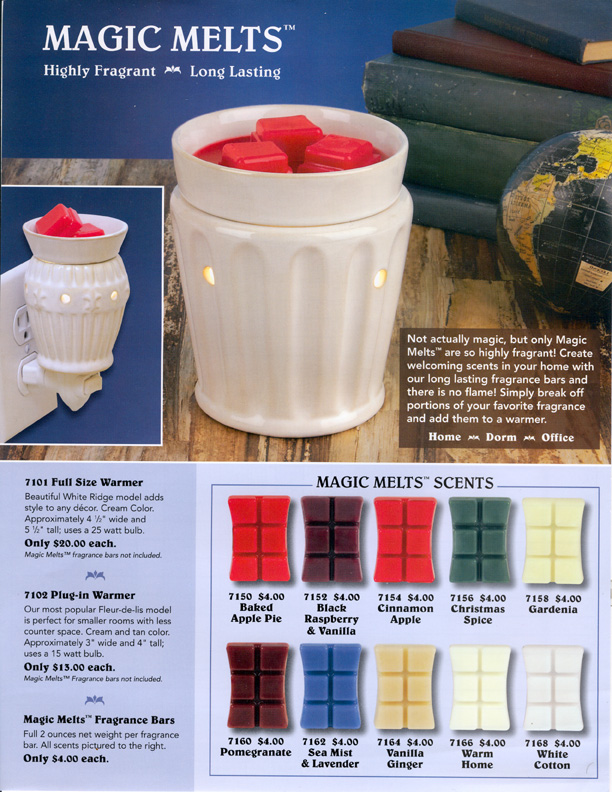 MAGIC MELTS™
Highly Fragrant Long Lasting
Not actually magic, but only Magic
Melts™ are so highly fragrant! Create
welcoming scents in your home with
our long lasting fragrance bars and
there is no flame! Simply break off
portions of your favorite fragrance
and add them to a warmer.
Home Dorm Office
7101 Full Size Warmer
Beautiful White Ridge model adds
style to any décor. Cream Color.
Approximately 4 ½" wide and
5 ½" tall; uses a 25 watt bulb.
Only $20.00 each.
Magic Melts™ fragrance bars not included.
7102 Plug-in Warmer
Our most popular Fleur-de-lis model
is perfect for smaller rooms with less
counter space. Cream and tan color.
Approximately 3" wide and 4" tall;
uses a 15 watt bulb.
Only $13.00 each.
Magic Melts™ Fragrance bars not included.
Magic Melts™ Fragrance Bars
Full 2 ounces net weight per fragrance
bar. All scents pictured to the right.
Only $4.00 each.
MAGIC MELTS™ SCENTS
7150 $4.00
Baked
Apple Pie
7152 $4.00
Black
Raspberry
& Vanilla
7154 $4.00
Cinnamon
Apple
7156 $4.00
Christmas
Spice
7158 $4.00
Gardenia
7160 $4.00
Pomegranate
7162 $4.00
Sea Mist
& Lavender
7164 $4.00
Vanilla
Ginger
7166 $4.00
Warm
Home
7168 $4.00
White
Cotton